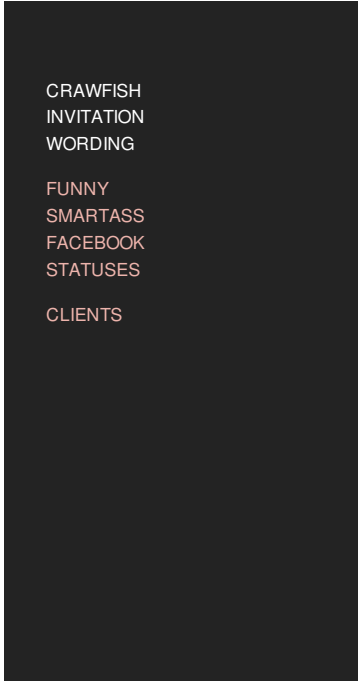 CRAWFISH
INVITATION
WORDING
FUNNY
SMARTASS
FACEBOOK
STATUSES
CLIENTS